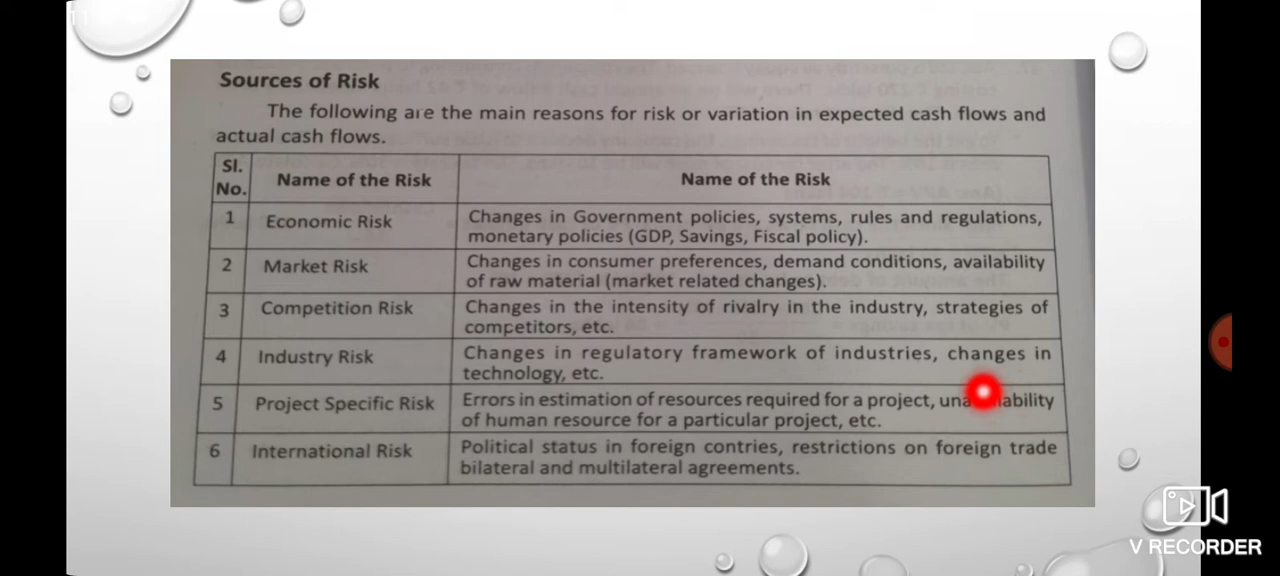 Sources of Risk
The following are the main reasons for risk or variation in expected cash flows and
actual cash flows.
Sl. No.
Name of the Risk
Name of the Risk
1
Economic Risk
Changes in Government policies, systems, rules and regulations,
monetary policies (GDP, Savings, Fiscal policy).
2
Market Risk
Changes in consumer preferences, demand conditions, availability
of raw material (market related changes).
3
Competition Risk
Changes in the intensity of rivalry in the industry, strategies of
competitors, etc.
4
Industry Risk
Changes in regulatory framework of industries, changes in
technology, etc.
5
Project Specific Risk
Errors in estimation of resources required for a project,
of human resource for a particular project, etc.
6
International Risk
Political status in foreign contries, restrictions on foreign trade
bilateral and multilateral agreements.
V RECORDER